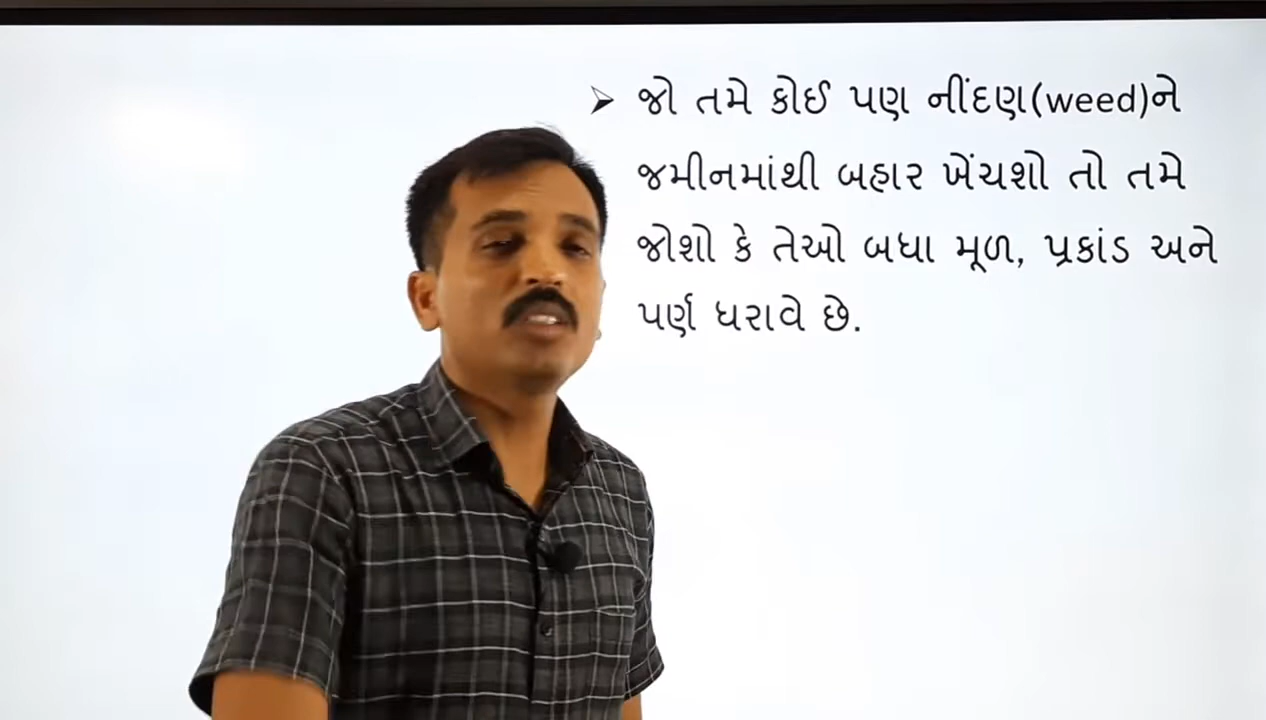 ➢ જો તમે કોઈ પણ નીંદણ(weed)ને
જમીનમાંથી બહાર ખેંચશો તો તમે
જોશો કે તેઓ બધા મૂળ, પ્રકાંડ અને
પર્ણ ધરાવે છે.